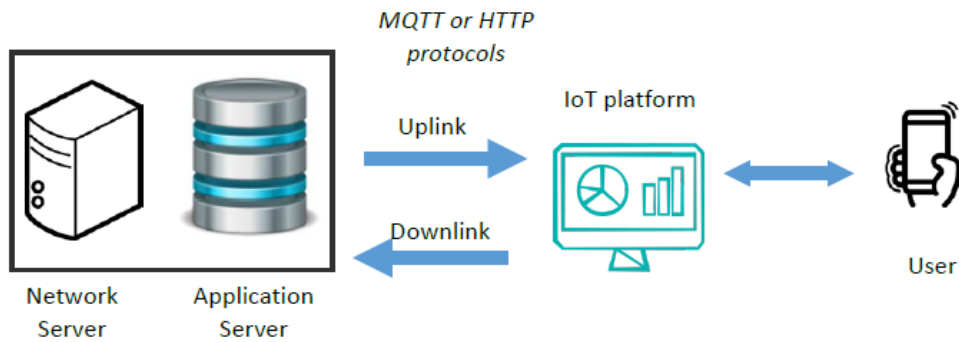 MQTT or HTTP
protocols
IoT platform
Uplink
Downlink
User
Network
Server
Application
Server